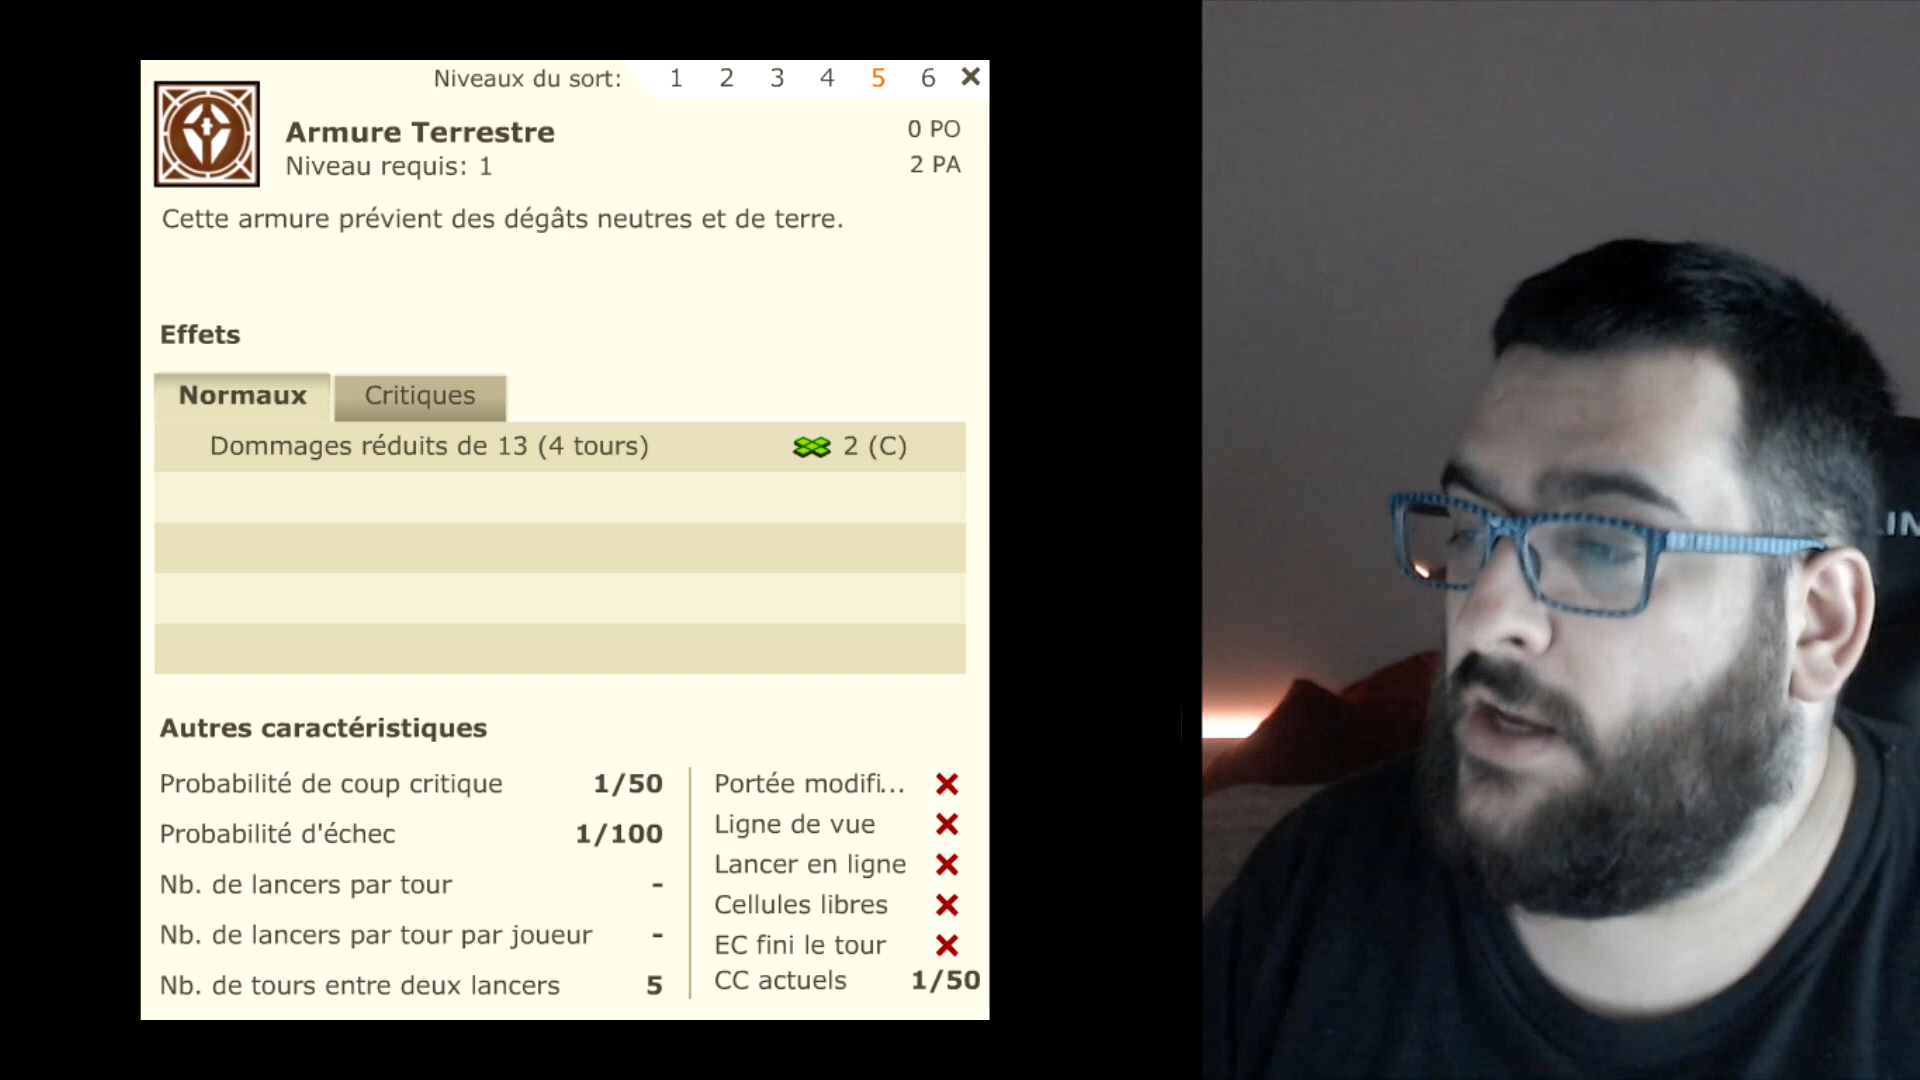 Niveaux du sort: 1 2 3 4 5 6
Armure Terrestre 0 PO
Niveau requis: 1 2 PA
Cette armure prévient des dégâts neutres et de terre.
Effets
Normaux Critiques
Dommages réduits de 13 (4 tours) 2 (C)
Autres caractéristiques
Probabilité de coup critique 1/50
Probabilité d'échec 1/100
Nb. de lancers par tour -
Nb. de lancers par tour par joueur -
Nb. de tours entre deux lancers 5
Portée modifi...
Ligne de vue
Lancer en ligne
Cellules libres
EC fini le tour
CC actuels 1/50